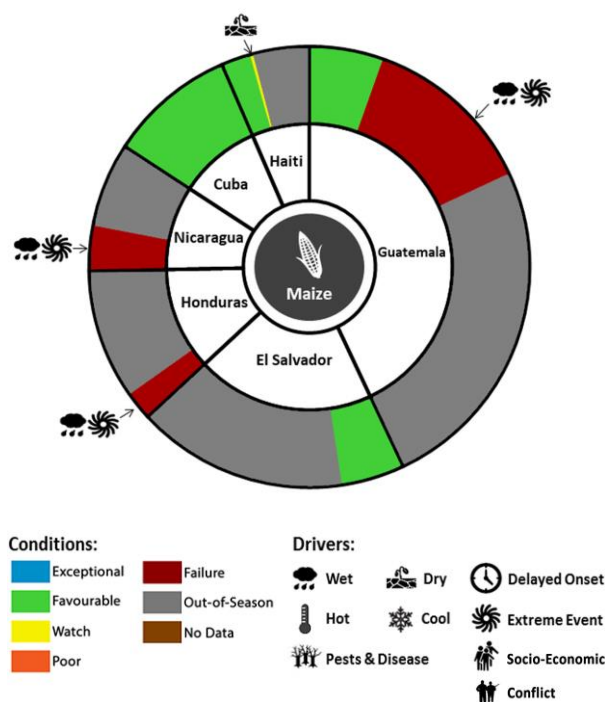 Haiti
Cuba
Guatemala
Nicaragua
Maize
Honduras
El Salvador
Conditions:
Exceptional
Favourable
Watch
Poor
Failure
Out-of-Season
No Data
Drivers:
Wet
Dry
Delayed Onset
Hot
Cool
Extreme Event
Pests & Disease
Socio-Economic
Conflict